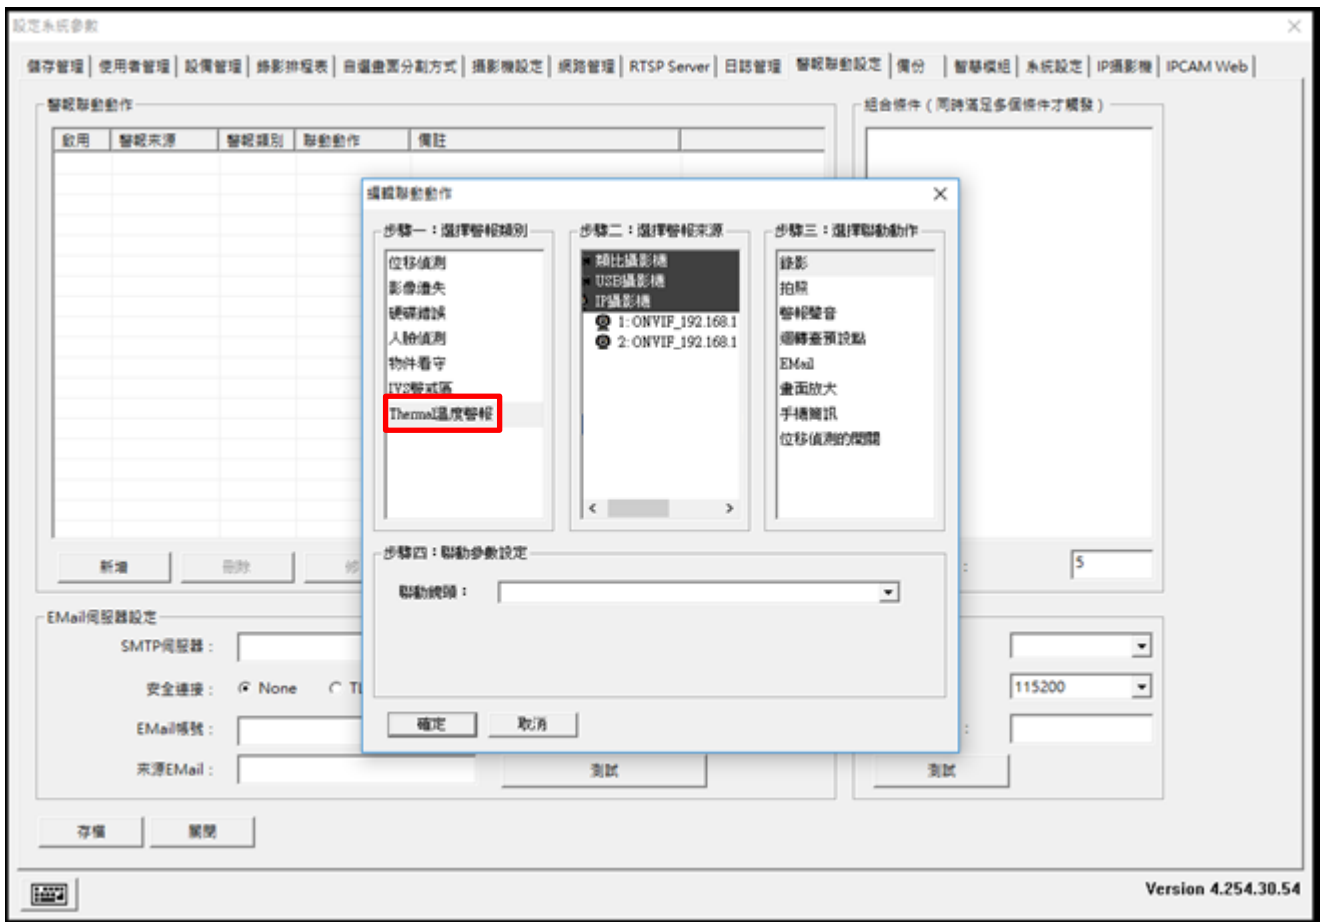 設定系統參數
儲存管理 使用者管理 設備管理 錄影排程表 自選畫面分割方式 攝影機設定 網路管理 RTSP Server 日誌管理 警報聯動設定 備份 智慧模組 系統設定 IP攝影機 IPCAM Web
警報聯動動作
啟用 警報來源 警報類別 聯動動作 備註
組合條件（同時滿足多個條件才觸發）
編輯聯動動作
步驟一：選擇警報類別
位移偵測
影像遺失
硬碟錯誤
人臉偵測
物件看守
IVS警戒區
Thermal溫度警報
步驟二：選擇警報來源
類比攝影機
USB攝影機
IP攝影機
1: ONVIF_192.168.1
2: ONVIF_192.168.1
步驟三：選擇聯動動作
錄影
拍照
警報聲音
迴轉臺預設點
EMail
畫面放大
手機簡訊
位移偵測的開關
步驟四：聯動參數設定
聯動鏡頭：
確定 取消
新增 刪除 修
: 5
EMail伺服器設定
SMTP伺服器：
安全連接： None TL
115200
EMail帳號：
來源EMail：
測試
測試
存檔 關閉
Version 4.254.30.54